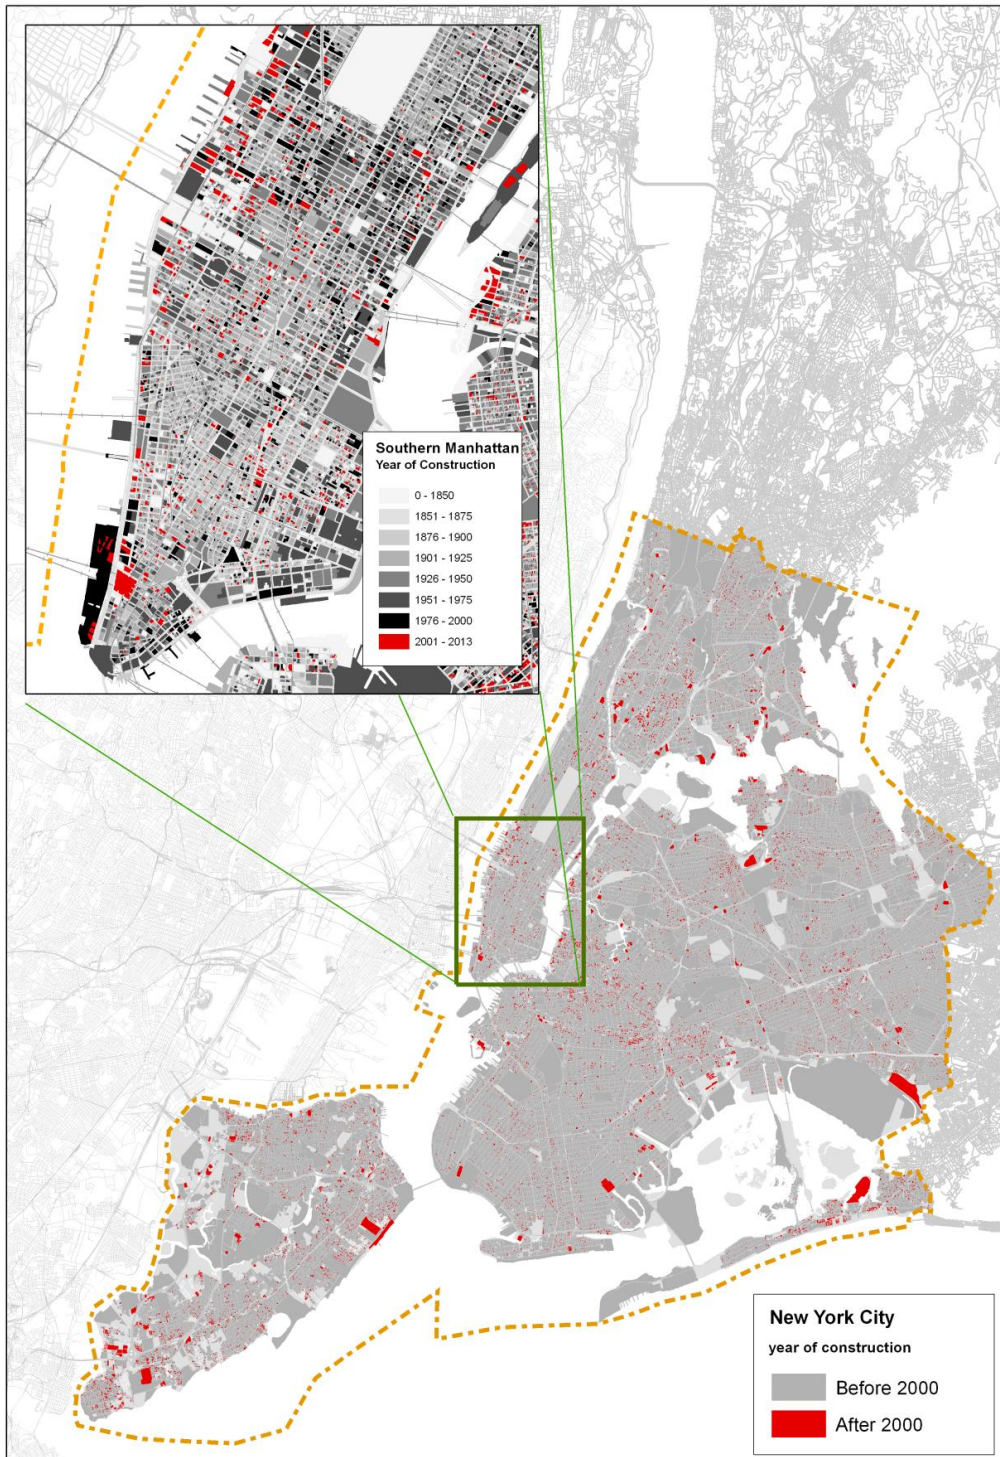 Southern Manhattan
Year of Construction
0 - 1850
1851 - 1875
1876 - 1900
1901 - 1925
1926 - 1950
1951 - 1975
1976 - 2000
2001 - 2013
New York City
year of construction
Before 2000
After 2000